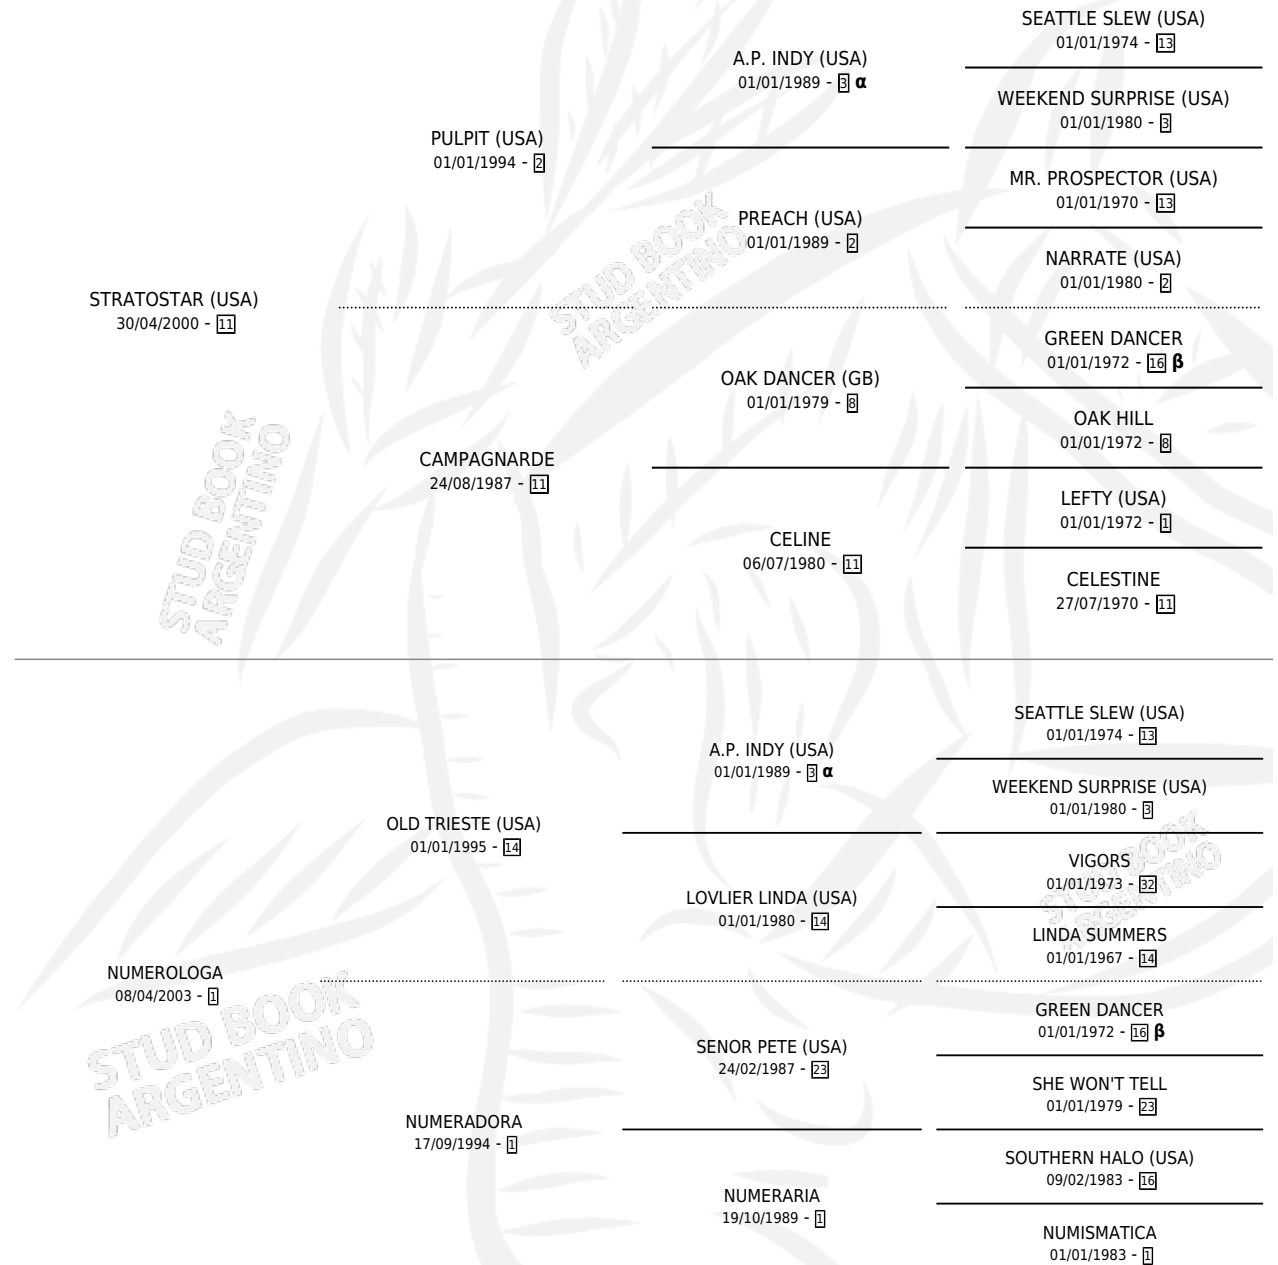 SEATTLE SLEW (USA)
01/01/1974 - 13
A.P. INDY (USA)
01/01/1989 - 3 α
WEEKEND SURPRISE (USA)
01/01/1980 - 3
PULPIT (USA)
01/01/1994 - 2
MR. PROSPECTOR (USA)
01/01/1970 - 13
PREACH (USA)
01/01/1989 - 2
NARRATE (USA)
01/01/1980 - 2
STRATOSTAR (USA)
30/04/2000 - 11
GREEN DANCER
01/01/1972 - 16 β
OAK DANCER (GB)
01/01/1979 - 8
OAK HILL
01/01/1972 - 8
CAMPAGNARDE
24/08/1987 - 11
LEFTY (USA)
01/01/1972 - 1
CELINE
06/07/1980 - 11
CELESTINE
27/07/1970 - 11
SEATTLE SLEW (USA)
01/01/1974 - 13
A.P. INDY (USA)
01/01/1989 - 3 α
WEEKEND SURPRISE (USA)
01/01/1980 - 3
OLD TRIESTE (USA)
01/01/1995 - 14
VIGORS
01/01/1973 - 32
LOVLIER LINDA (USA)
01/01/1980 - 14
LINDA SUMMERS
01/01/1967 - 14
NUMEROLOGA
08/04/2003 - 1
GREEN DANCER
01/01/1972 - 16 β
SENOR PETE (USA)
24/02/1987 - 23
SHE WON'T TELL
01/01/1979 - 23
NUMERADORA
17/09/1994 - 1
SOUTHERN HALO (USA)
09/02/1983 - 16
NUMERARIA
19/10/1989 - 1
NUMISMATICA
01/01/1983 - 1
STUD BOOK
ARGENTINO
STUD BOOK
ARGENTINO
STUD BOOK
ARGENTINO
STUD BOOK
ARGENTINO